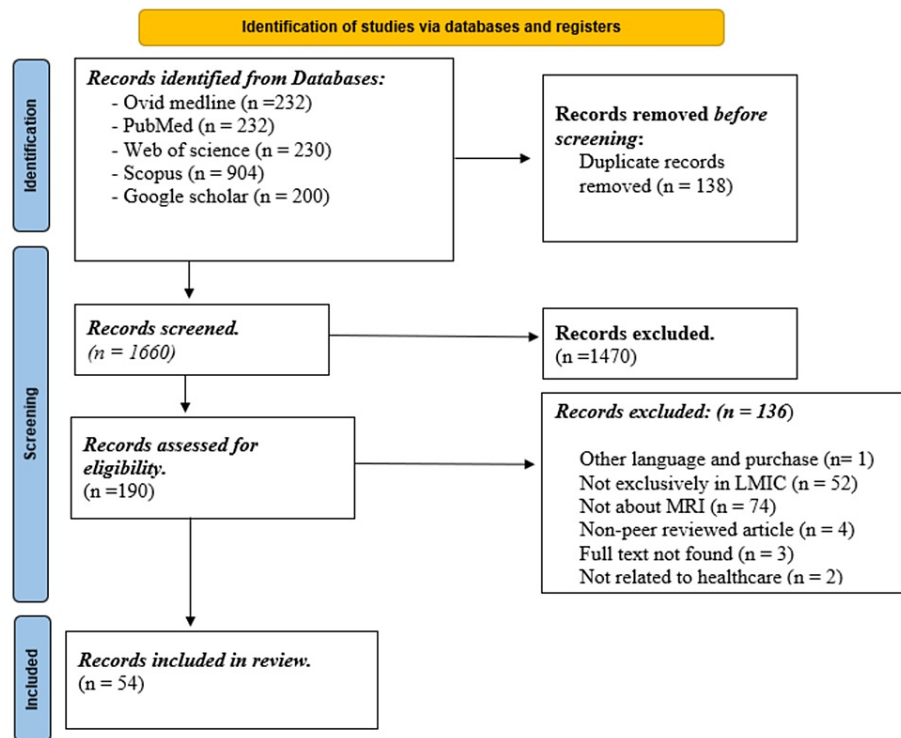 Identification of studies via databases and registers
Identification
Records identified from Databases:
- Ovid medline (n =232)
- PubMed (n = 232)
- Web of science (n = 230)
- Scopus (n = 904)
- Google scholar (n = 200)
Records removed before
screening:
Duplicate records
removed (n = 138)
Screening
Records screened.
(n = 1660)
Records excluded.
(n =1470)
Records assessed for
eligibility.
(n =190)
Records excluded: (n = 136)
Other language and purchase (n= 1)
Not exclusively in LMIC (n = 52)
Not about MRI (n = 74)
Non-peer reviewed article (n = 4)
Full text not found (n = 3)
Not related to healthcare (n = 2)
Included
Records included in review.
(n = 54)